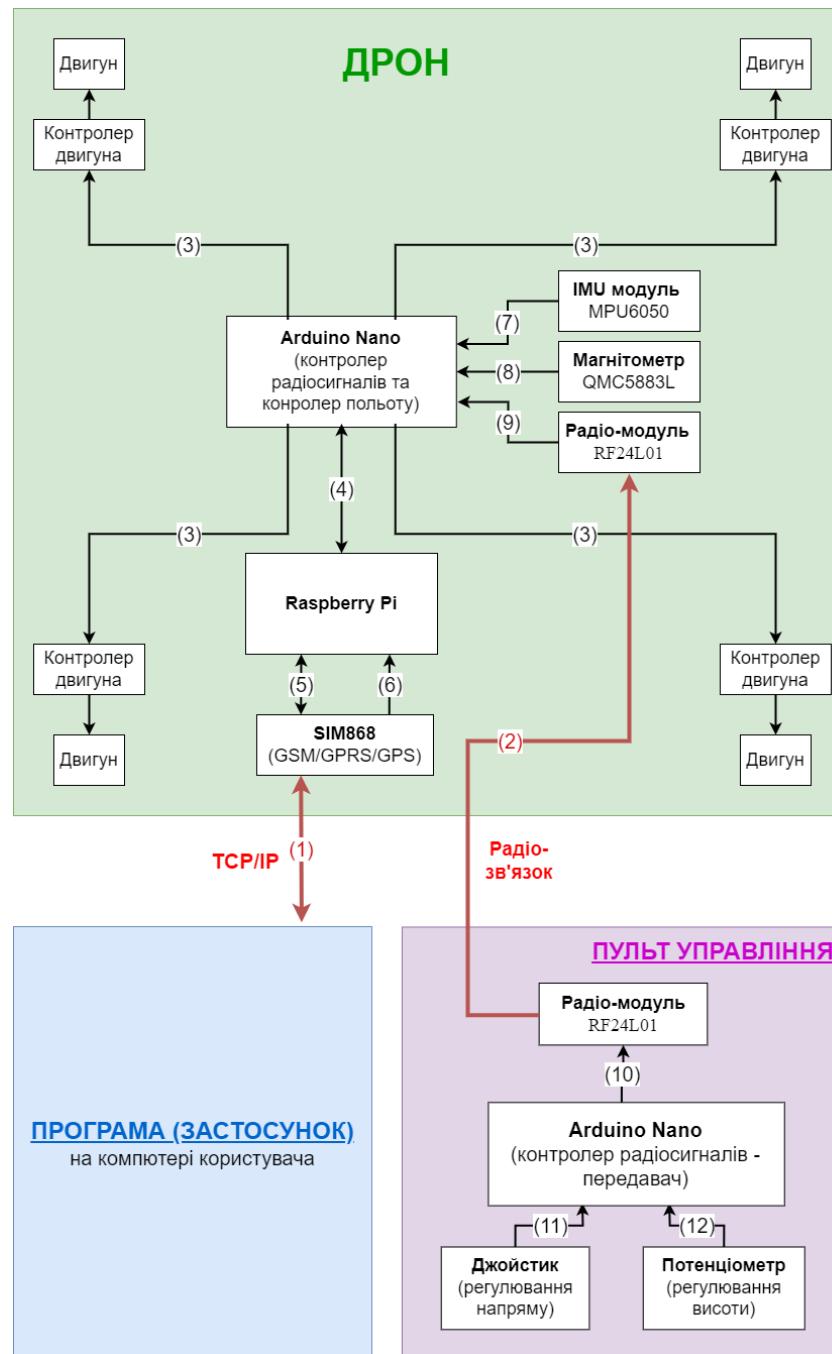 ДРОН
Двигун
Двигун
Контролер
двигуна
Контролер
двигуна
(3)
(3)
IMU модуль
MPU6050
(7)
Arduino Nano
(контролер
радіосигналів та
конролер польоту)
Магнітометр
QMC5883L
(8)
Радіо-модуль
RF24L01
(9)
(4)
(3)
(3)
Raspberry Pi
Контролер
двигуна
Контролер
двигуна
(5)
(6)
SIM868
(GSM/GPRS/GPS)
(2)
Двигун
Двигун
TCP/IP
(1)
Радіо-
зв'язок
ПУЛЬТ УПРАВЛІННЯ
Радіо-модуль
RF24L01
(10)
ПРОГРАМА (ЗАСТОСУНОК)
на компютері користувача
Arduino Nano
(контролер радіосигналів -
передавач)
(11)
(12)
Джойстик
(регулювання
напряму)
Потенціометр
(регулювання
висоти)